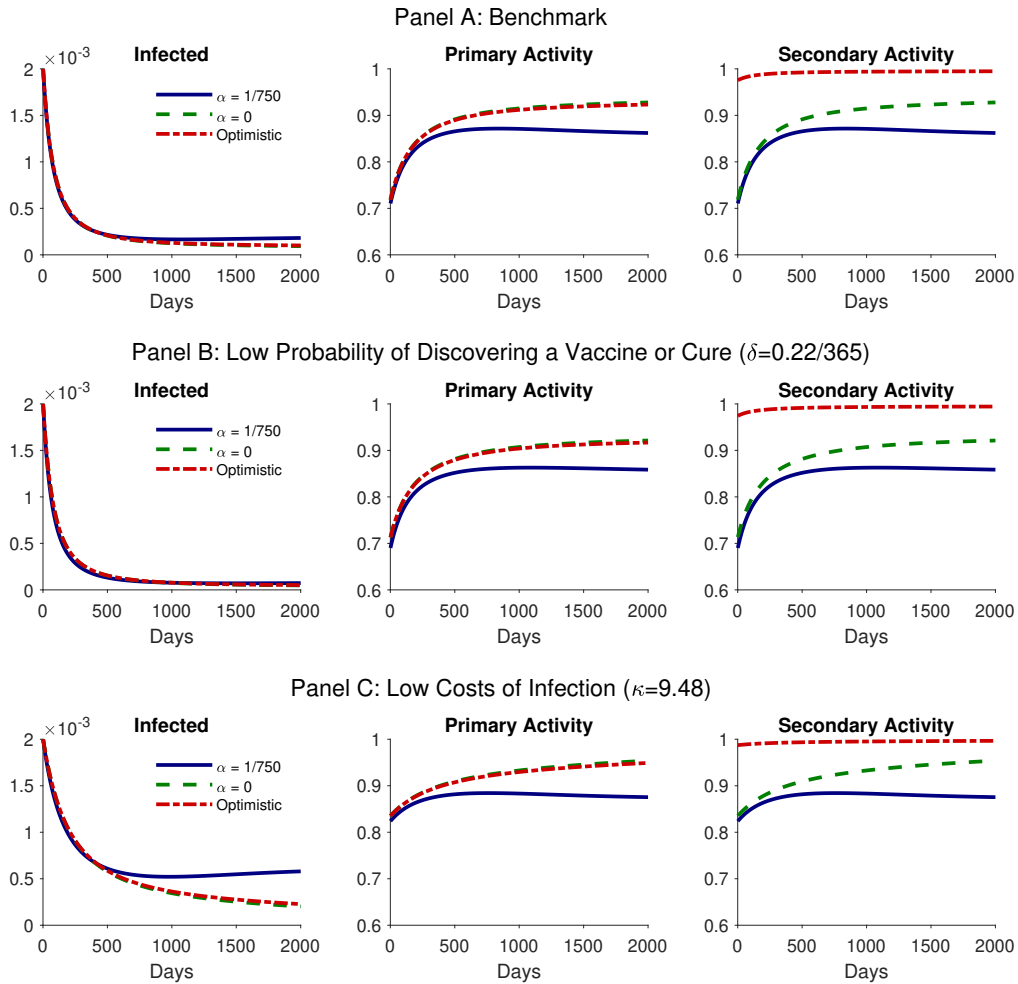 Panel A: Benchmark
Infected
Primary Activity
Secondary Activity
×10⁻³
2
1.5
1
0.5
0
α = 1/750
α = 0
Optimistic
0 500 1000 1500 2000
Days
1
0.9
0.8
0.7
0.6
0 500 1000 1500 2000
Days
1
0.9
0.8
0.7
0.6
0 500 1000 1500 2000
Days
Panel B: Low Probability of Discovering a Vaccine or Cure (δ=0.22/365)
Infected
Primary Activity
Secondary Activity
×10⁻³
2
1.5
1
0.5
0
α = 1/750
α = 0
Optimistic
0 500 1000 1500 2000
Days
1
0.9
0.8
0.7
0.6
0 500 1000 1500 2000
Days
1
0.9
0.8
0.7
0.6
0 500 1000 1500 2000
Days
Panel C: Low Costs of Infection (κ=9.48)
Infected
Primary Activity
Secondary Activity
×10⁻³
2
1.5
1
0.5
0
α = 1/750
α = 0
Optimistic
0 500 1000 1500 2000
Days
1
0.9
0.8
0.7
0.6
0 500 1000 1500 2000
Days
1
0.9
0.8
0.7
0.6
0 500 1000 1500 2000
Days